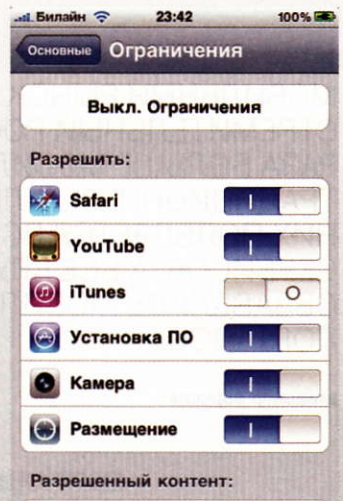 Билайн 23:42 100%
Основные Ограничения
Выкл. Ограничения
Разрешить:
Safari
YouTube
iTunes
Установка ПО
Камера
Размещение
Разрешенный контент: